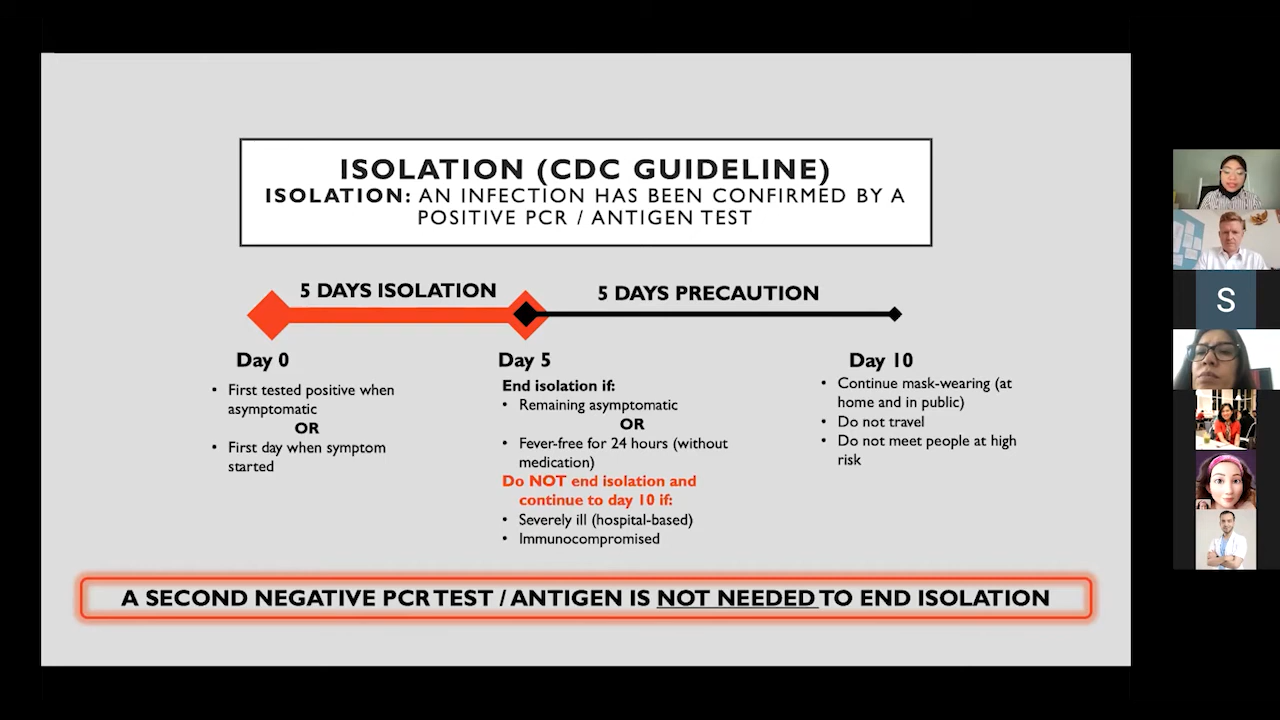 ISOLATION (CDC GUIDELINE)
ISOLATION: AN INFECTION HAS BEEN CONFIRMED BY A
POSITIVE PCR / ANTIGEN TEST
5 DAYS ISOLATION
5 DAYS PRECAUTION
Day 0
• First tested positive when
asymptomatic
OR
• First day when symptom
started
Day 5
End isolation if:
• Remaining asymptomatic
OR
• Fever-free for 24 hours (without
medication)
Do NOT end isolation and
continue to day 10 if:
• Severely ill (hospital-based)
• Immunocompromised
Day 10
• Continue mask-wearing (at
home and in public)
• Do not travel
• Do not meet people at high
risk
A SECOND NEGATIVE PCR TEST / ANTIGEN IS NOT NEEDED TO END ISOLATION
S